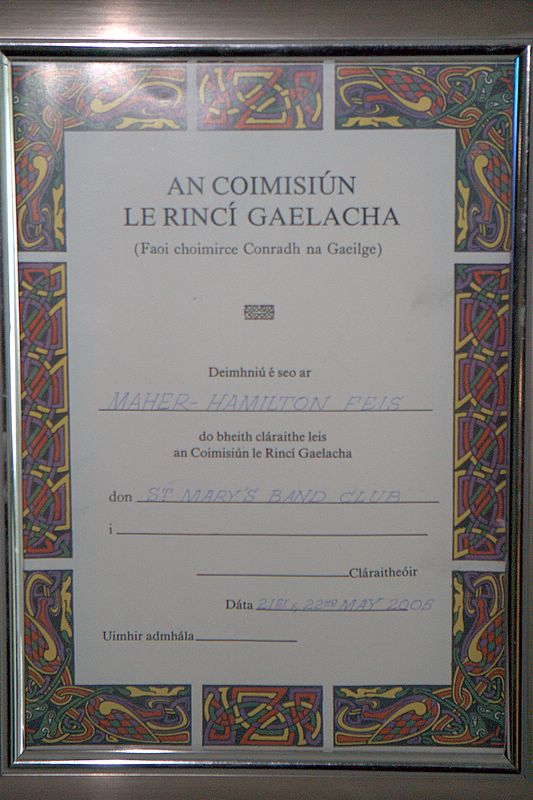 AN COIMISIÚN
LE RINCÍ GAELACHA
(Faoi choimirce Conradh na Gaeilge)
Deimhniú é seo ar
MAHER-HAMILTON FEIS
do bheith cláraithe leis
an Coimisiún le Rincí Gaelacha
don ST MARY'S BAND CLUB
i
Cláraitheóir
Dáta 21ST & 22ND MAY 2005
Uimhir admhála